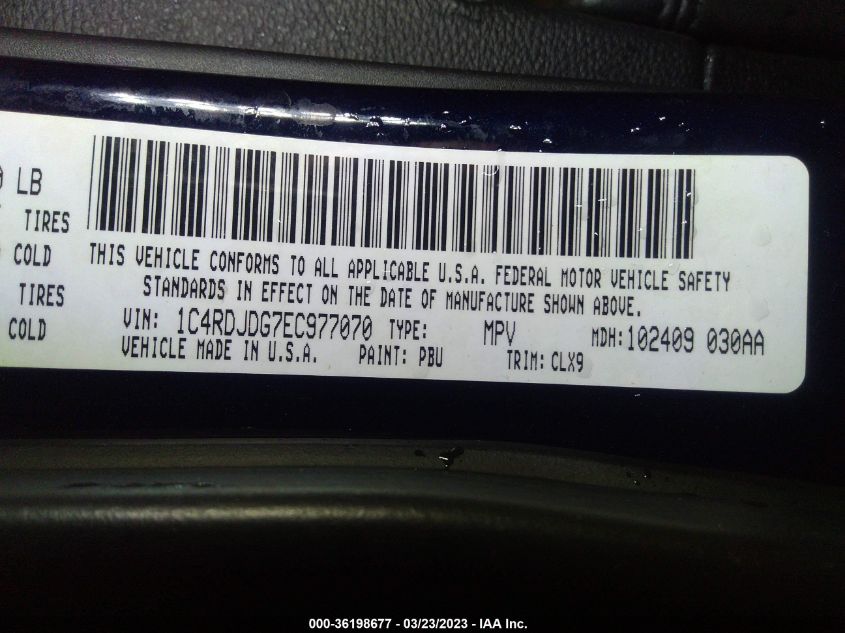 LB
TIRES
COLD
TIRES
COLD
THIS VEHICLE CONFORMS TO ALL APPLICABLE U.S.A. FEDERAL MOTOR VEHICLE SAFETY
STANDARDS IN EFFECT ON THE DATE OF MANUFACTURE SHOWN ABOVE.
VIN: 1C4RDJDG7EC977070 TYPE: MPV MDH: 102409 030AA
VEHICLE MADE IN U.S.A. PAINT: PBU TRIM: CLX9
000-36198677 - 03/23/2023 - IAA Inc.